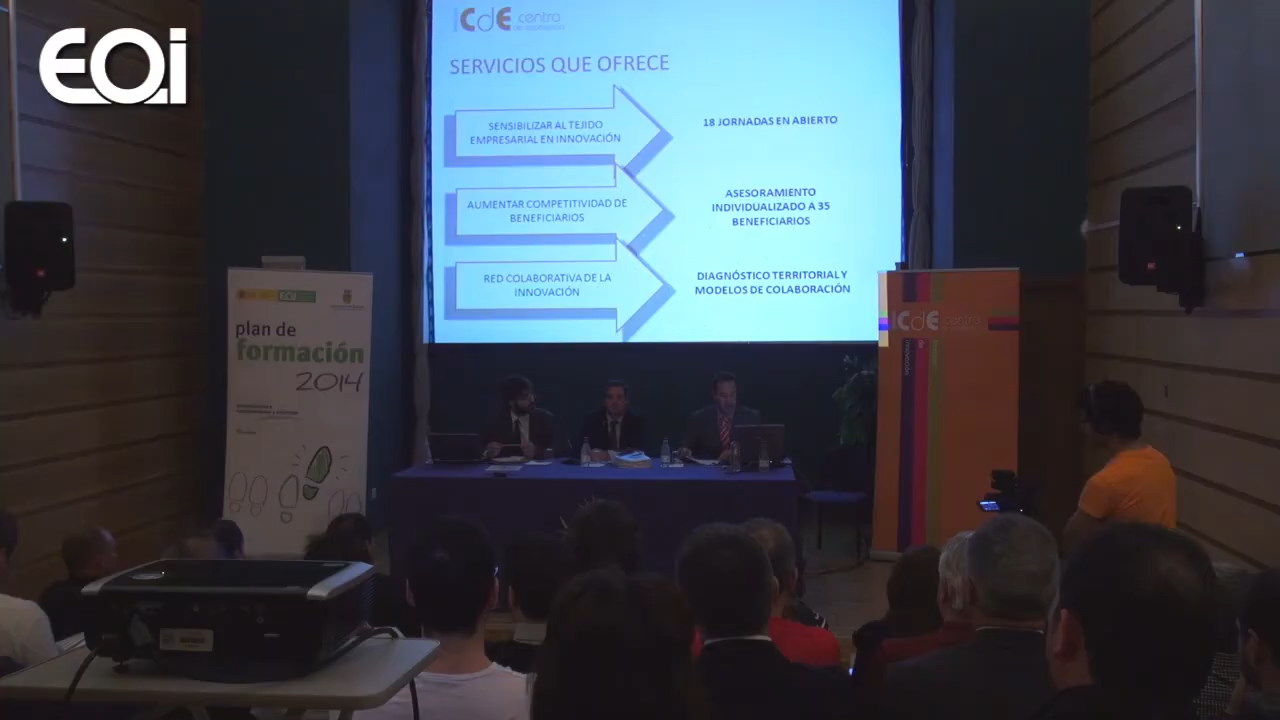 EOi
CdE centro
SERVICIOS QUE OFRECE
SENSIBILIZAR AL TEJIDO
EMPRESARIAL EN INNOVACIÓN
18 JORNADAS EN ABIERTO
AUMENTAR COMPETITIVIDAD DE
BENEFICIARIOS
ASESORAMIENTO
INDIVIDUALIZADO A 35
BENEFICIARIOS
RED COLABORATIVA DE LA
INNOVACIÓN
DIAGNÓSTICO TERRITORIAL Y
MODELOS DE COLABORACIÓN
EOI
plan de
formación
2014
CdE centro